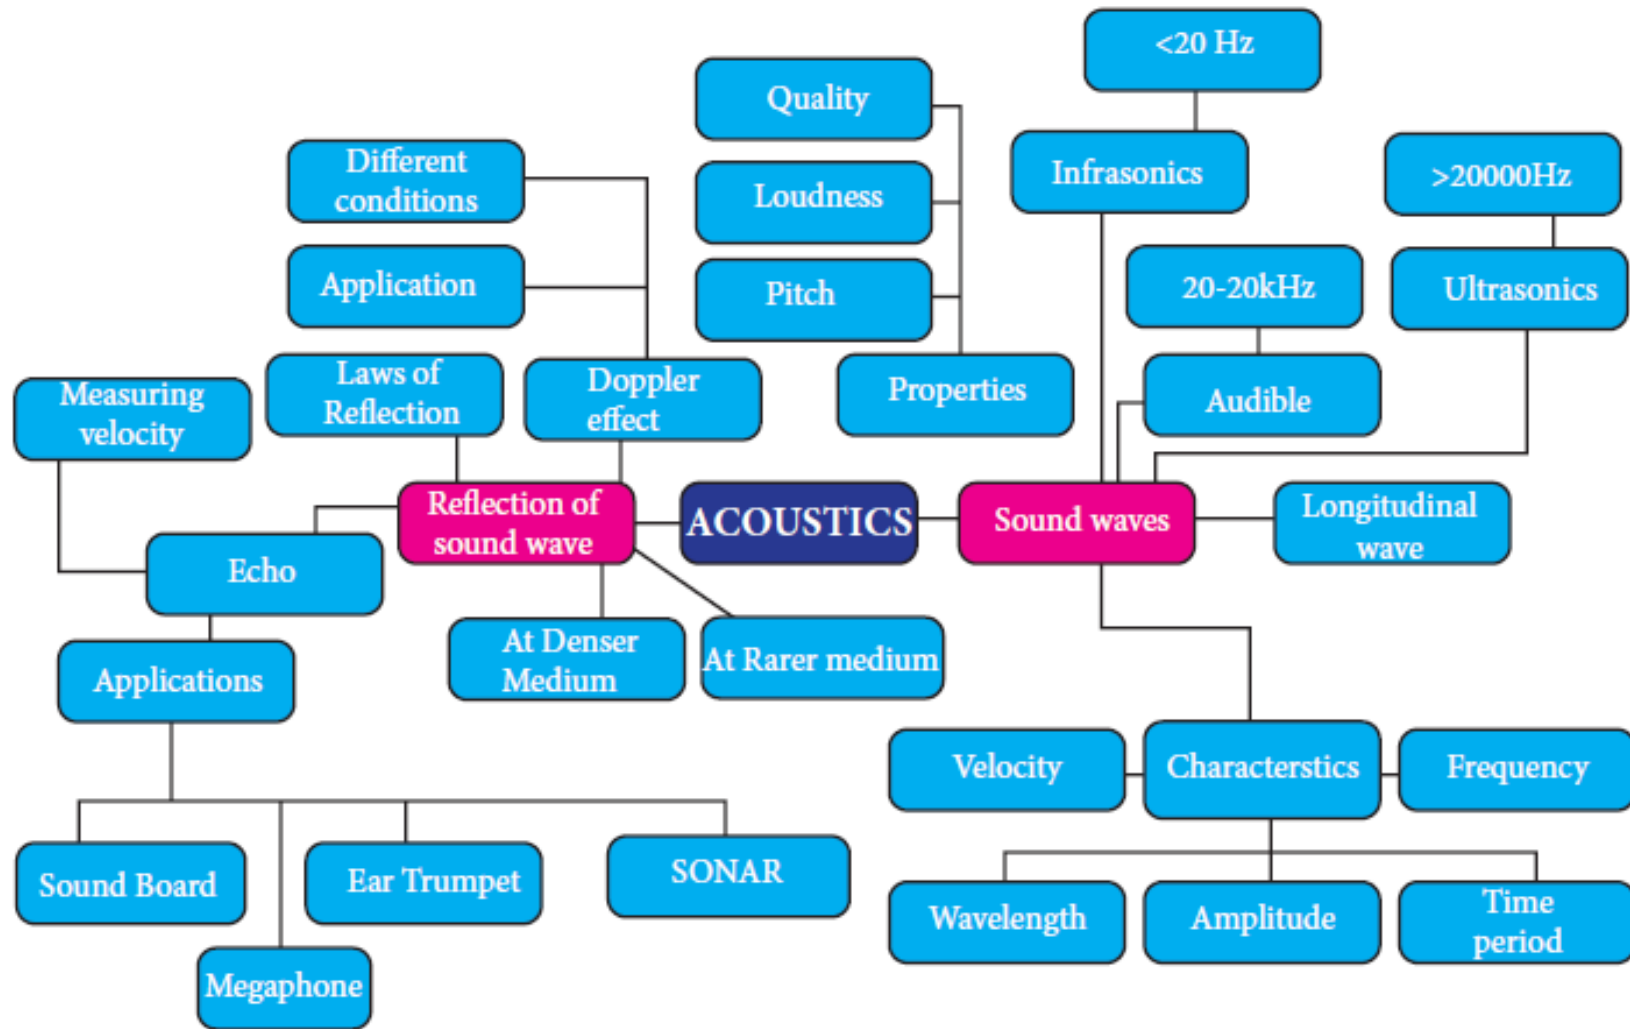 <20 Hz
Quality
Different
conditions
Infrasonics
>20000Hz
Loudness
Application
Pitch
20-20kHz
Ultrasonics
Measuring
velocity
Laws of
Reflection
Doppler
effect
Properties
Audible
Reflection of
sound wave
ACOUSTICS
Sound waves
Longitudinal
wave
Echo
At Denser
Medium
At Rarer medium
Applications
Velocity
Characterstics
Frequency
Sound Board
Ear Trumpet
SONAR
Wavelength
Amplitude
Time
period
Megaphone